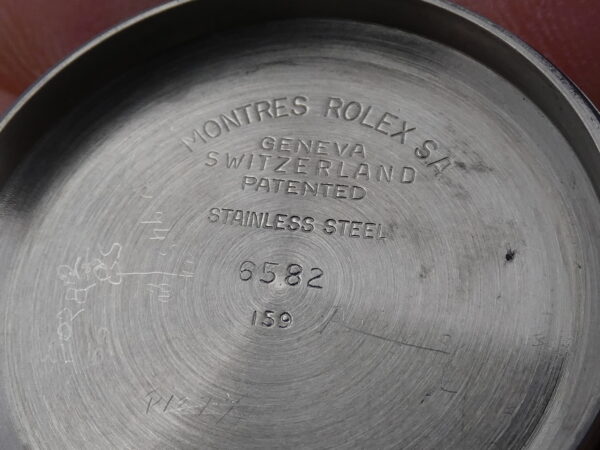 MONTRES ROLEX S.A.
GENEVA
SWITZERLAND
PATENTED
STAINLESS STEEL
6582
159